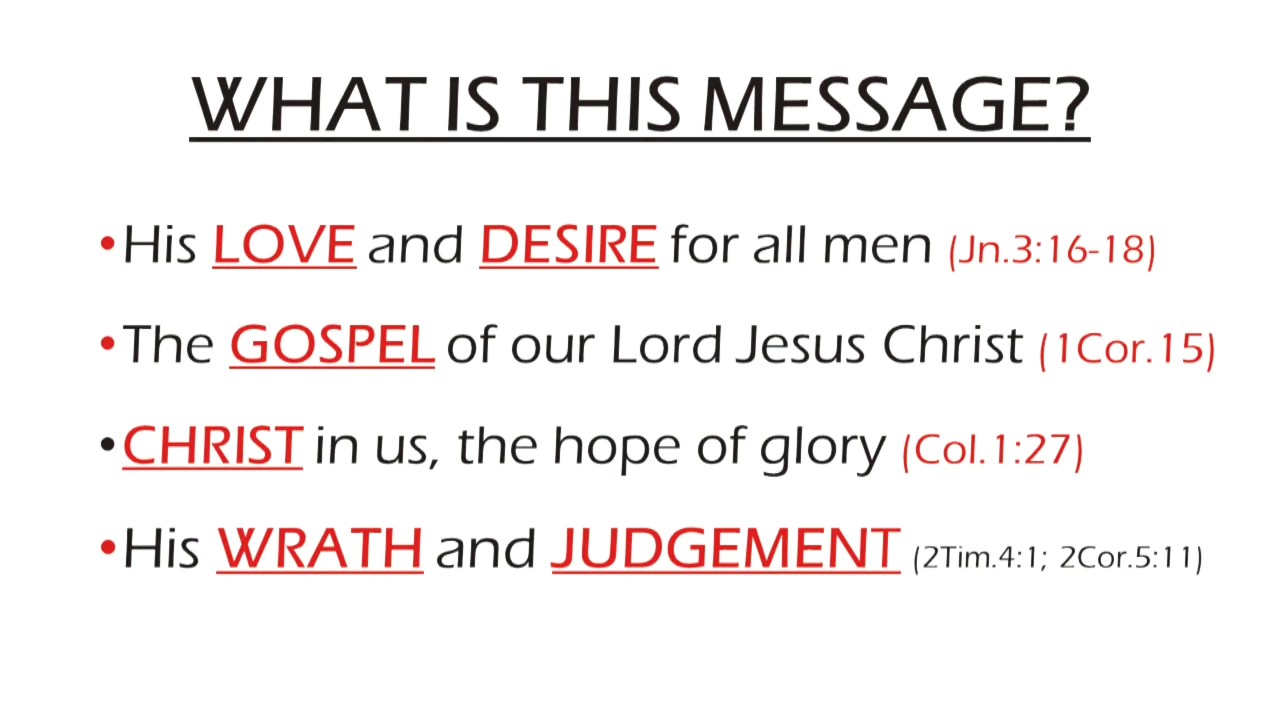 WHAT IS THIS MESSAGE?
•His LOVE and DESIRE for all men (Jn.3:16-18)
•The GOSPEL of our Lord Jesus Christ (1Cor.15)
•CHRIST in us, the hope of glory (Col.1:27)
•His WRATH and JUDGEMENT (2Tim.4:1; 2Cor.5:11)